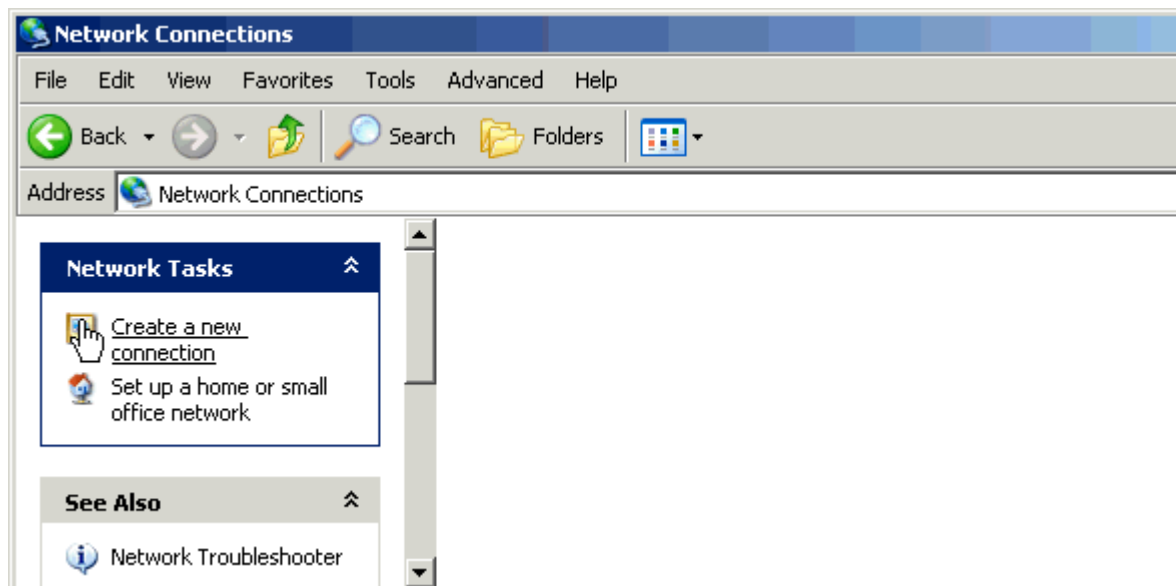 Network Connections
File Edit View Favorites Tools Advanced Help
Back Search Folders
Address Network Connections
Network Tasks
Create a new
connection
Set up a home or small
office network
See Also
Network Troubleshooter